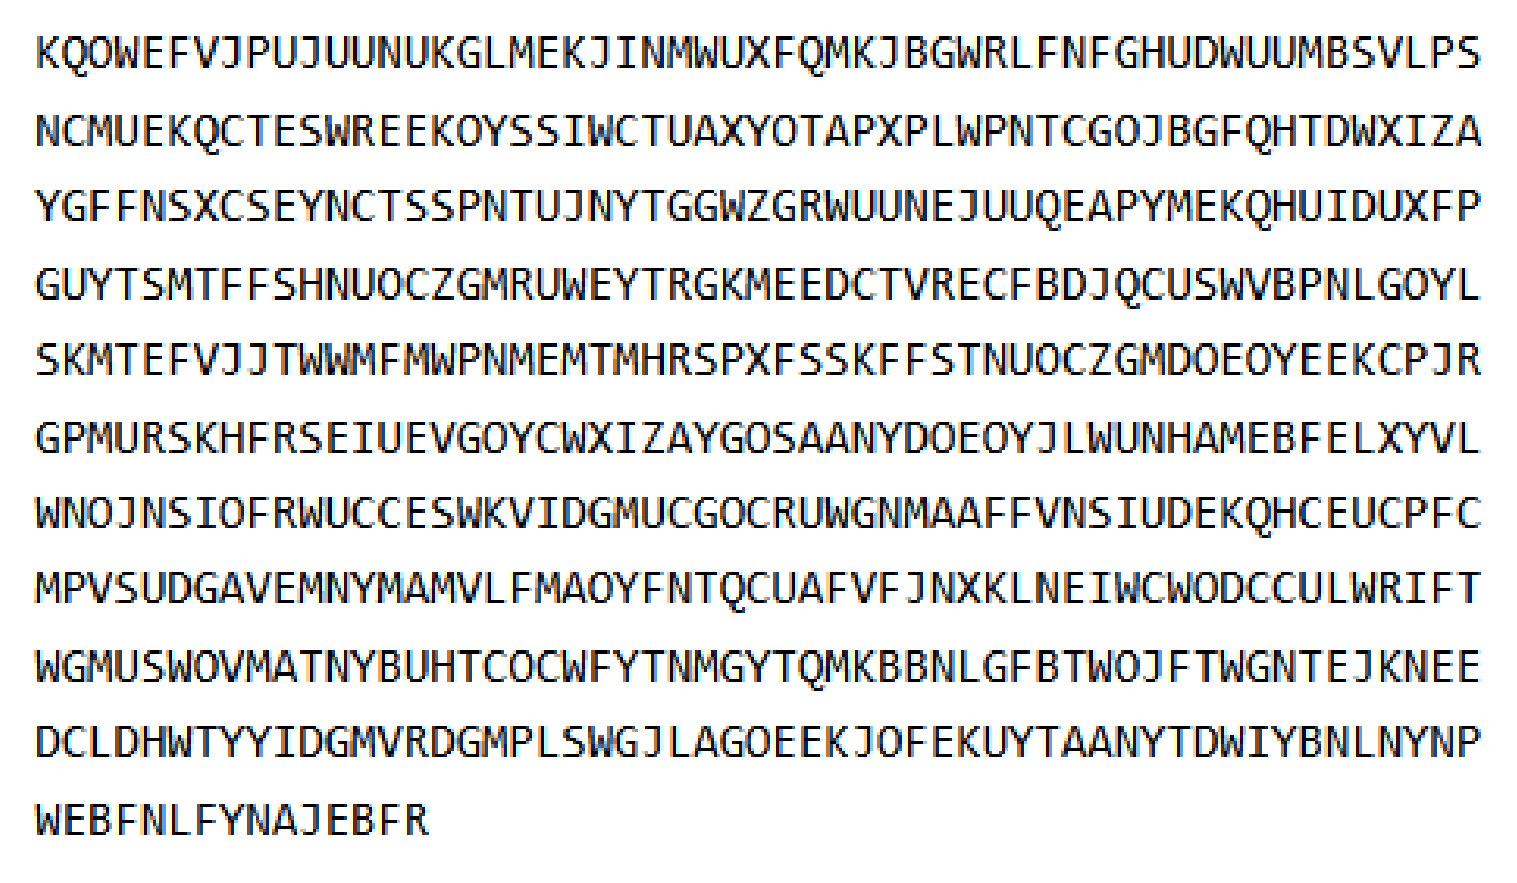 KQOWEFVJPUJUUNUKGLMEKJINMWUXFQMKJBGWRLFNFGHUDWUUMBSVLPS
NCMUEKQCTESWREEKOYSSIWCTUAXYOTAPXPLWPNTCGOJBGFQHTDWXIZA
YGFFNSXCSEYNCTSSPNTUJNYTGGWZGRWUUNEJUUQEAPYMEKQHUIDUXFP
GUYTSMTFFSHNUOCZGMRUWEYTRGKMEEDCTVRECFBDJQCUSWVBPNLGOYL
SKMTEFVJJTWWMFMWPNMEMTMHRSPXFSSKFFSTNUOCZGMDOEOYEEKCPJR
GPMURSKHFRSEIUEVGOYCWXIZAYGOSAANYDOEOYJLWUNHAMEBFELXYVL
WNOJNSIOFRWUCCESWKVIDGMUCGOCRUWGNMAAFFVNSIUDEKQHCEUCPFC
MPVSUDGAVEMNYMAMVLFMAOYFNTQCUAFVFJNXKLNEIWCWODCCULWRIFT
WGMUSWOVMATNYBUHTCOCWFYTNMGYTQMKBBNLGFBTWOJFTWGNTEJKNEE
DCLDHWTYYIDGMVRDGMPLSWGJLAGOEEKJOFEKUYTAANYTDWIYBNLNYNP
WEBFNLFYNAJEBFR